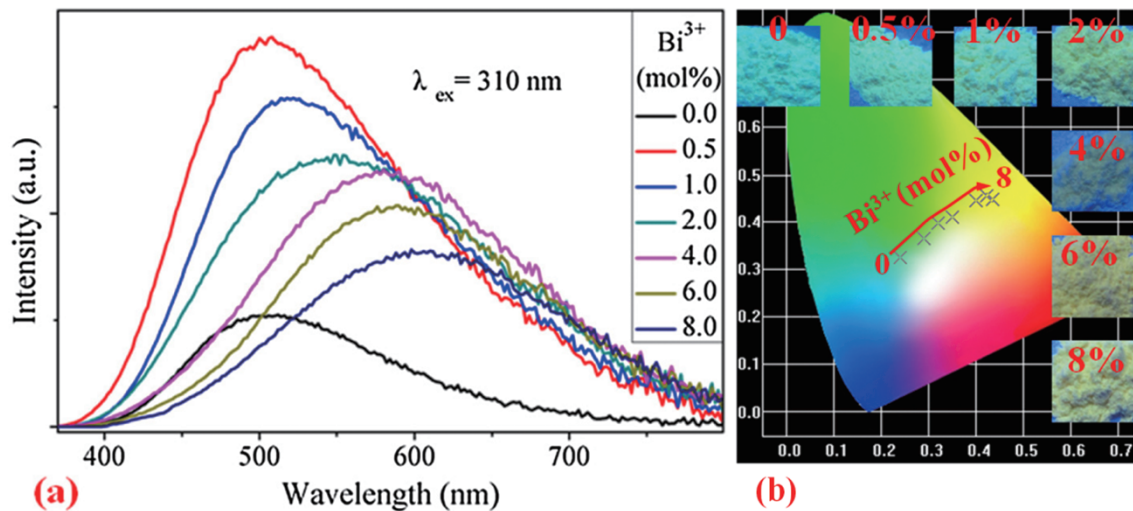 Intensity (a.u.)
λ ex = 310 nm
Bi³⁺
(mol%)
0.0
0.5
1.0
2.0
4.0
6.0
8.0
400 500 600 700
Wavelength (nm)
(a)
0 0.5% 1% 2%
4%
6%
8%
Bi³⁺ (mol%)
0
8
0.6
0.5
0.4
0.3
0.2
0.1
0.0
0.0 0.1 0.2 0.3 0.4 0.5 0.6 0.7
(b)